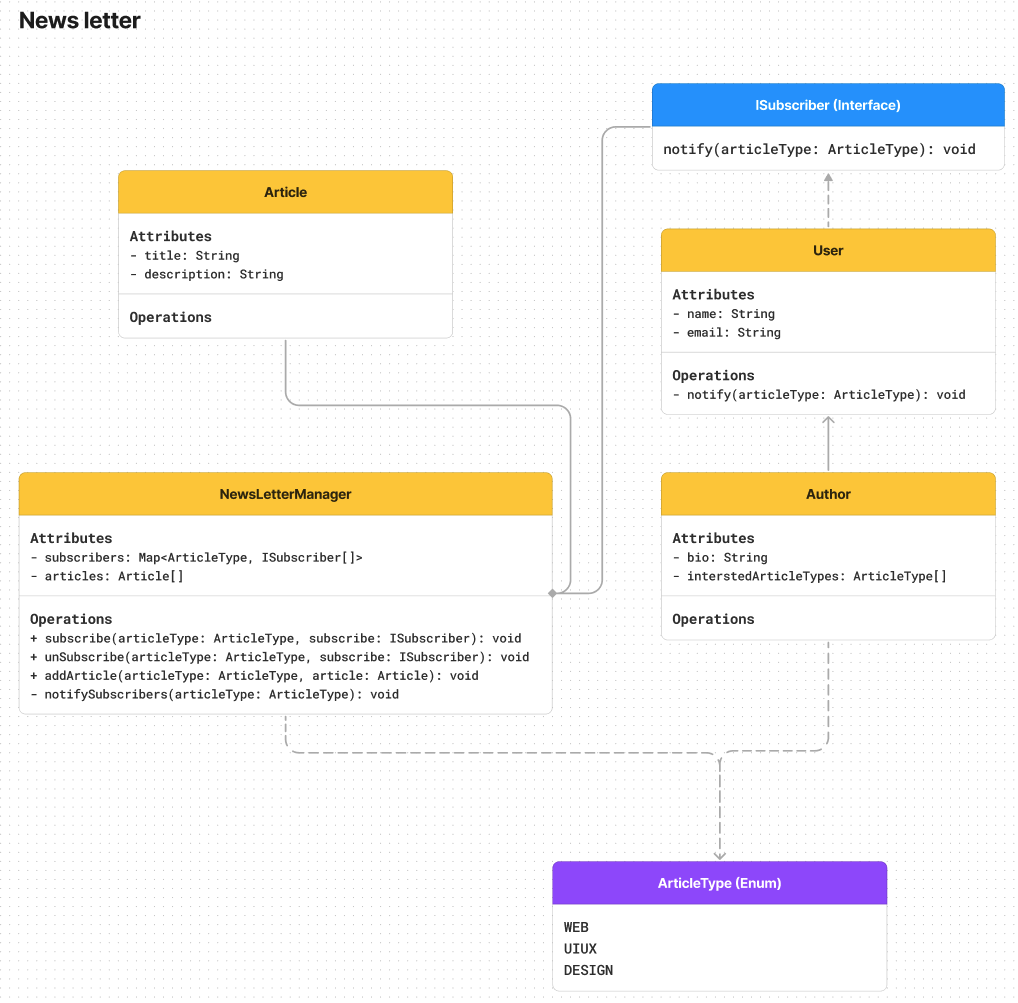 News letter
ISubscriber (Interface)
notify(articleType: ArticleType): void
Article
Attributes
- title: String
- description: String
Operations
User
Attributes
- name: String
- email: String
Operations
- notify(articleType: ArticleType): void
NewsLetterManager
Attributes
- subscribers: Map<ArticleType, ISubscriber[]>
- articles: Article[]
Operations
+ subscribe(articleType: ArticleType, subscribe: ISubscriber): void
+ unSubscribe(articleType: ArticleType, subscribe: ISubscriber): void
+ addArticle(articleType: ArticleType, article: Article): void
- notifySubscribers(articleType: ArticleType): void
Author
Attributes
- bio: String
- interstedArticleTypes: ArticleType[]
Operations
ArticleType (Enum)
WEB
UIUX
DESIGN